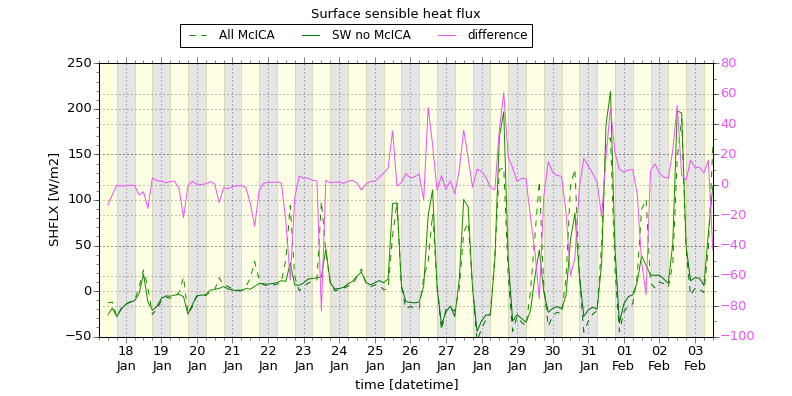 Surface sensible heat flux
All McICA SW no McICA difference
250 80
200 60
150 40
100 20
50 0
0 −20
−50 −40
−60
−80
−100
SHFLX [W/m2]
18 19 20 21 22 23 24 25 26 27 28 29 30 31 01 02 03
Jan Jan Jan Jan Jan Jan Jan Jan Jan Jan Jan Jan Jan Jan Feb Feb Feb
time [datetime]